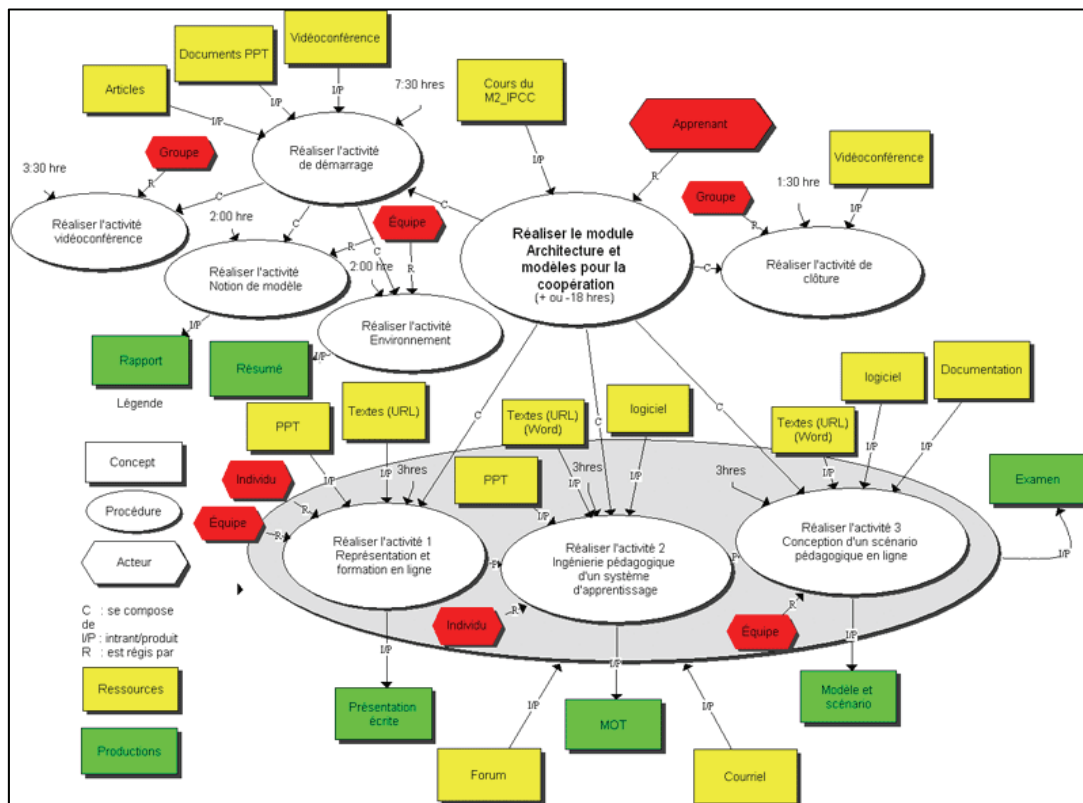 Vidéoconférence
Documents PPT
Articles
7:30 hres
Cours du
M2_IPCC
Apprenant
Vidéoconférence
I/P
I/P
I/P
I/P
Groupe
Réaliser l'activité
de démarrage
3:30 hre
R
C
R
I/P
1:30 hre
Groupe
R
Réaliser l'activité
vidéoconférence
2:00 hre
C
C
Équipe
R
R
2:00 hre
Réaliser l'activité
Notion de modèle
Réaliser le module
Architecture et
modèles pour la
coopération
(+ ou -18 hres)
C
Réaliser l'activité de
clôture
Réaliser l'activité
Environnement
I/P
I/P
Rapport
Résumé
Légende
PPT
Textes (URL)
Textes (URL)
(Word)
logiciel
Textes (URL)
(Word)
logiciel
Documentation
C
C
C
Concept
Procédure
Acteur
C : se compose
de
I/P : intrant/produit
R : est régis par
Ressources
Productions
Individu
Équipe
R
R
I/P
I/P
3hres
PPT
I/P
I/P
3hres
I/P
3hres
I/P
I/P
I/P
Examen
I/P
Réaliser l'activité 1
Représentation et
formation en ligne
P
Réaliser l'activité 2
Ingénierie pédagogique
d'un système
d'apprentissage
P
Réaliser l'activité 3
Conception d'un scénario
pédagogique en ligne
Individu
R
Équipe
R
I/P
I/P
I/P
Présentation
écrite
MOT
Modèle et
scénario
I/P
I/P
Forum
Courriel